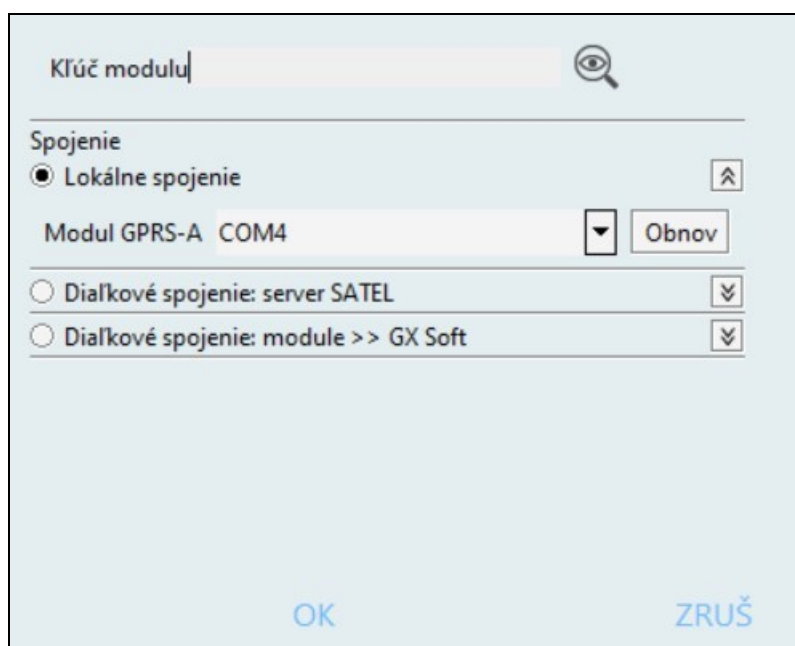 Kľúč modulu
Spojenie
Lokálne spojenie
Modul GPRS-A COM4 Obnov
Diaľkové spojenie: server SATEL
Diaľkové spojenie: module >> GX Soft
OK ZRUŠ